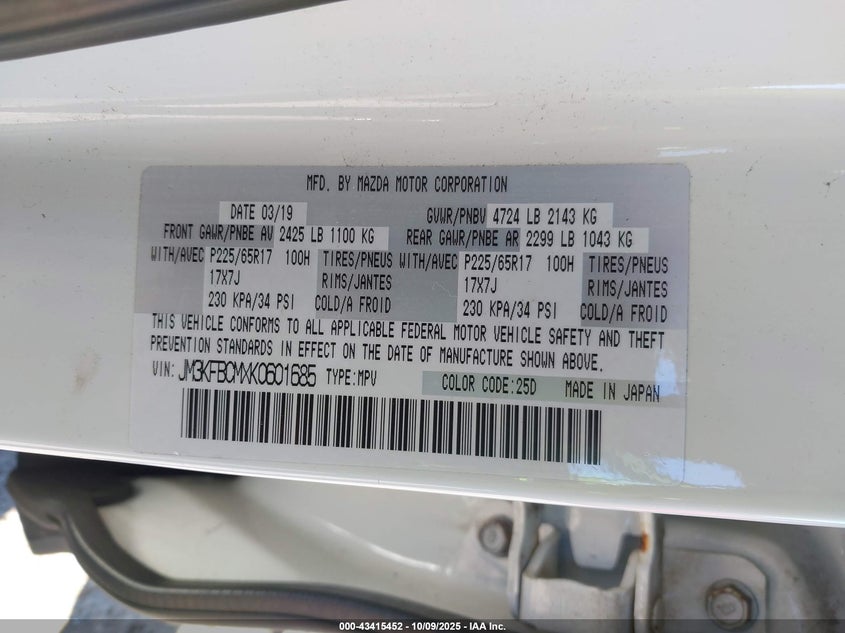 MFD. BY MAZDA MOTOR CORPORATION
DATE 03/19 GVWR/PNBV 4724 LB 2143 KG
FRONT GAWR/PNBE AV 2425 LB 1100 KG REAR GAWR/PNBE AR 2299 LB 1043 KG
WITH/AVEC P225/65R17 100H TIRES/PNEUS WITH/AVEC P225/65R17 100H TIRES/PNEUS
17X7J RIMS/JANTES 17X7J RIMS/JANTES
230 KPA/34 PSI COLD/A FROID 230 KPA/34 PSI COLD/A FROID
THIS VEHICLE CONFORMS TO ALL APPLICABLE FEDERAL MOTOR VEHICLE SAFETY AND THEFT
PREVENTION STANDARDS IN EFFECT ON THE DATE OF MANUFACTURE SHOWN ABOVE.
VIN: JM3KFBCMXK0601685 TYPE:MPV COLOR CODE:25D MADE IN JAPAN
000-43415452 - 10/09/2025 - IAA Inc.